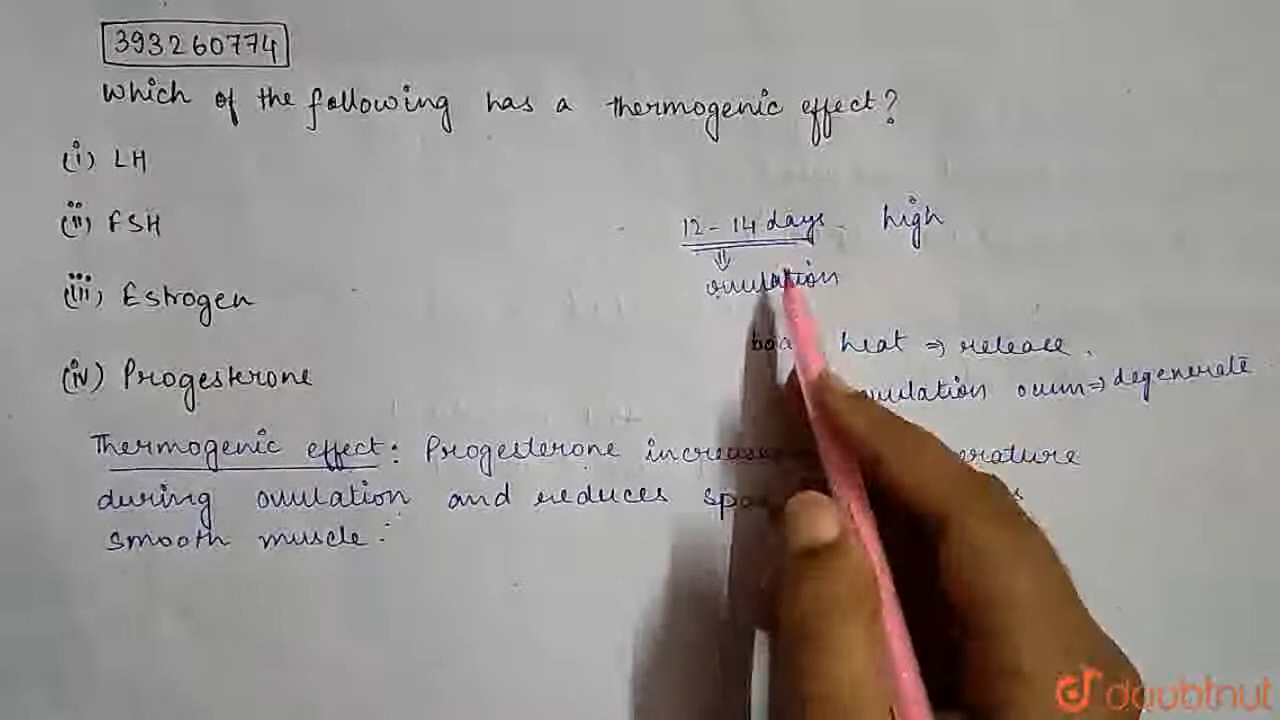 393260774
Which of the following has a thermogenic effect?
(i) LH
(ii) FSH
(iii) Estrogen
(iv) Progesterone
12-14 days - high
⇓
ovulation
heat ⇒ release.
ovum ⇒ degenerate
Thermogenic effect: Progesterone
during ovulation and reduces
smooth muscle.
doubtnut